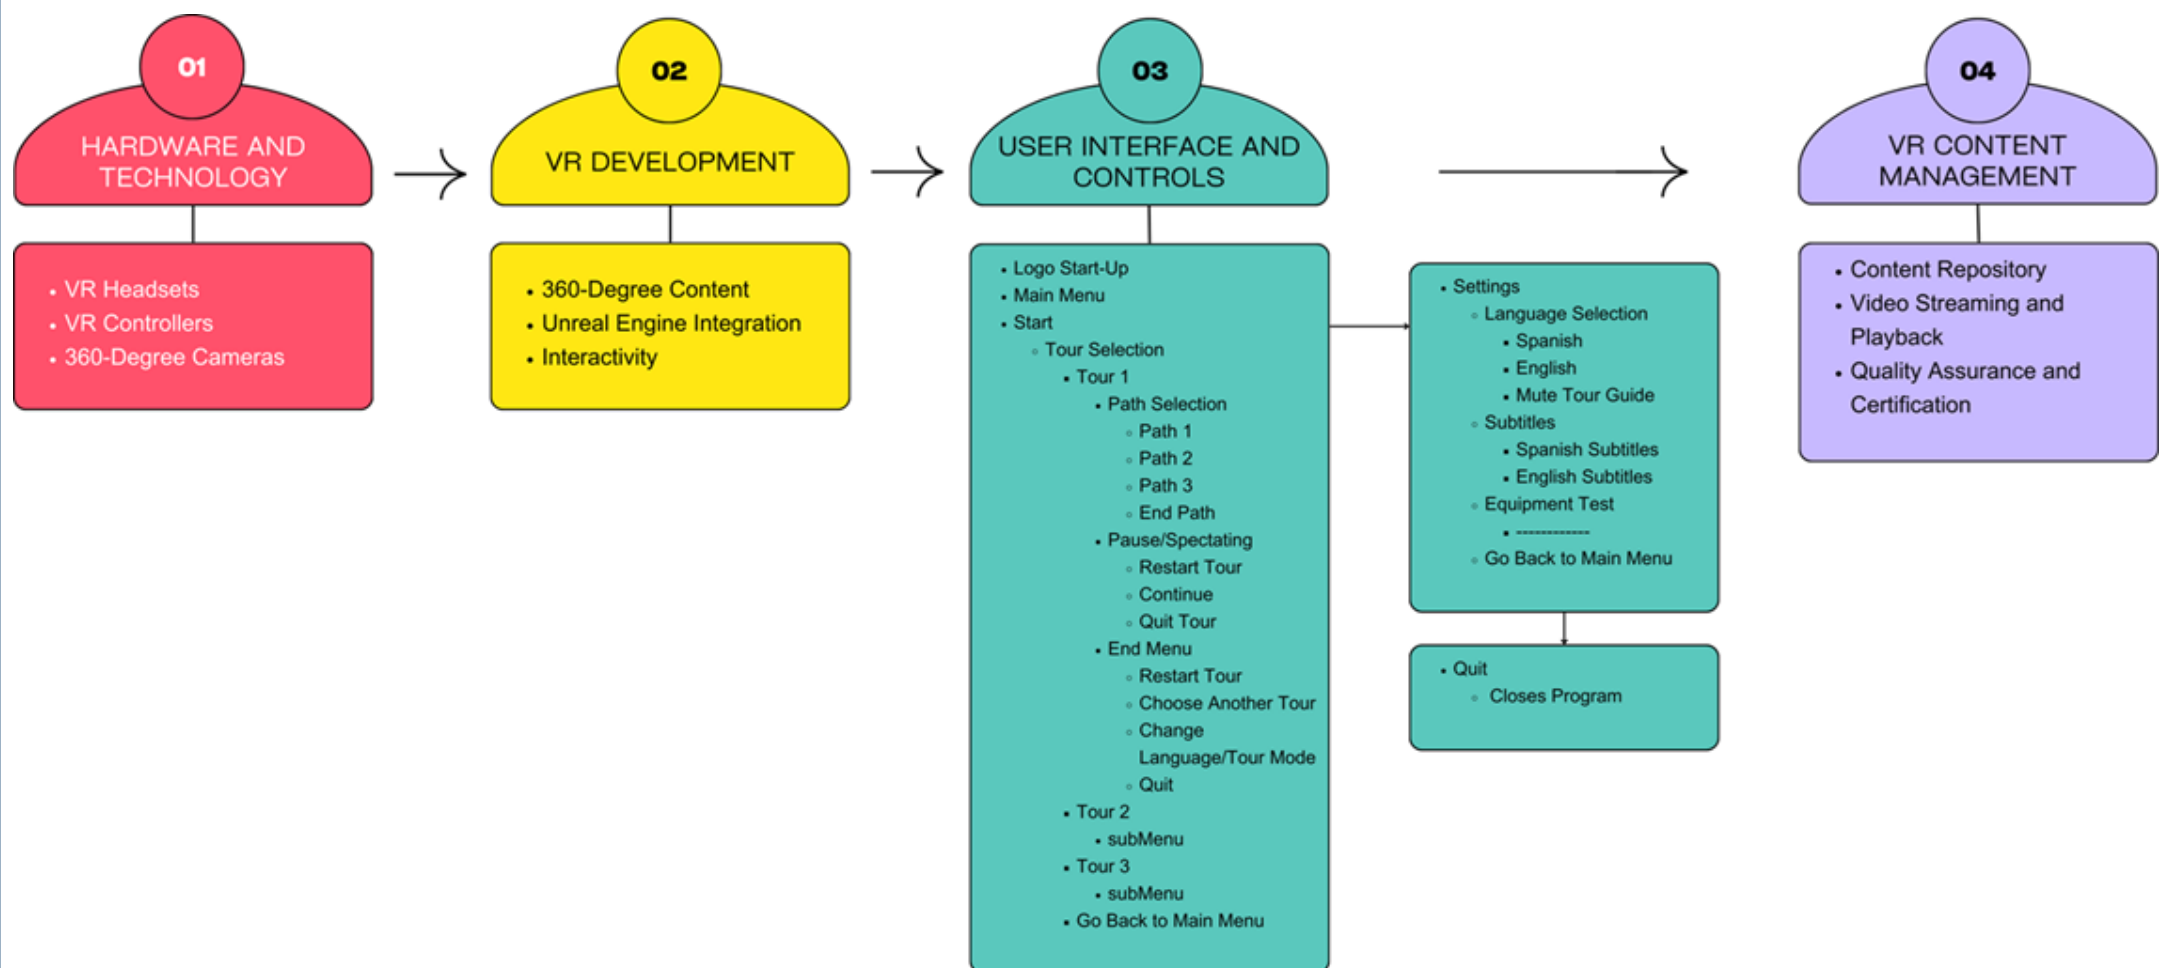 01
HARDWARE AND
TECHNOLOGY
• VR Headsets
• VR Controllers
• 360-Degree Cameras
02
VR DEVELOPMENT
• 360-Degree Content
• Unreal Engine Integration
• Interactivity
03
USER INTERFACE AND
CONTROLS
• Logo Start-Up
• Main Menu
• Start
◦ Tour Selection
▪ Tour 1
• Path Selection
◦ Path 1
◦ Path 2
◦ Path 3
◦ End Path
• Pause/Spectating
◦ Restart Tour
◦ Continue
◦ Quit Tour
• End Menu
◦ Restart Tour
◦ Choose Another Tour
◦ Change
Language/Tour Mode
◦ Quit
▪ Tour 2
• subMenu
▪ Tour 3
• subMenu
▪ Go Back to Main Menu
• Settings
◦ Language Selection
▪ Spanish
▪ English
▪ Mute Tour Guide
◦ Subtitles
▪ Spanish Subtitles
▪ English Subtitles
◦ Equipment Test
▪ ------------
◦ Go Back to Main Menu
• Quit
◦ Closes Program
04
VR CONTENT
MANAGEMENT
• Content Repository
• Video Streaming and
Playback
• Quality Assurance and
Certification